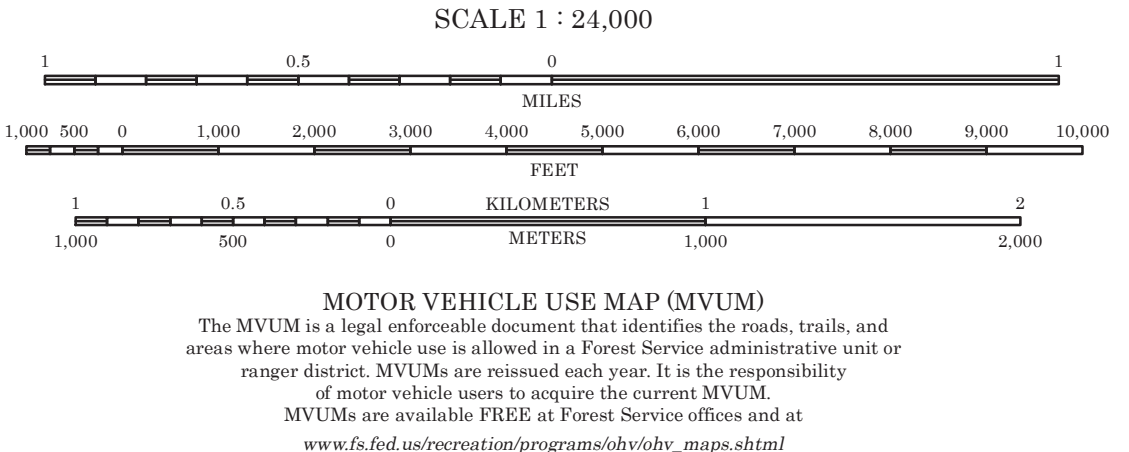 SCALE 1 : 24,000
1 0.5 0 1
MILES
1,000 500 0 1,000 2,000 3,000 4,000 5,000 6,000 7,000 8,000 9,000 10,000
FEET
1 0.5 0 KILOMETERS 1 2
1,000 500 0 METERS 1,000 2,000
MOTOR VEHICLE USE MAP (MVUM)
The MVUM is a legal enforceable document that identifies the roads, trails, and
areas where motor vehicle use is allowed in a Forest Service administrative unit or
ranger district. MVUMs are reissued each year. It is the responsibility
of motor vehicle users to acquire the current MVUM.
MVUMs are available FREE at Forest Service offices and at
www.fs.fed.us/recreation/programs/ohv/ohv_maps.shtml